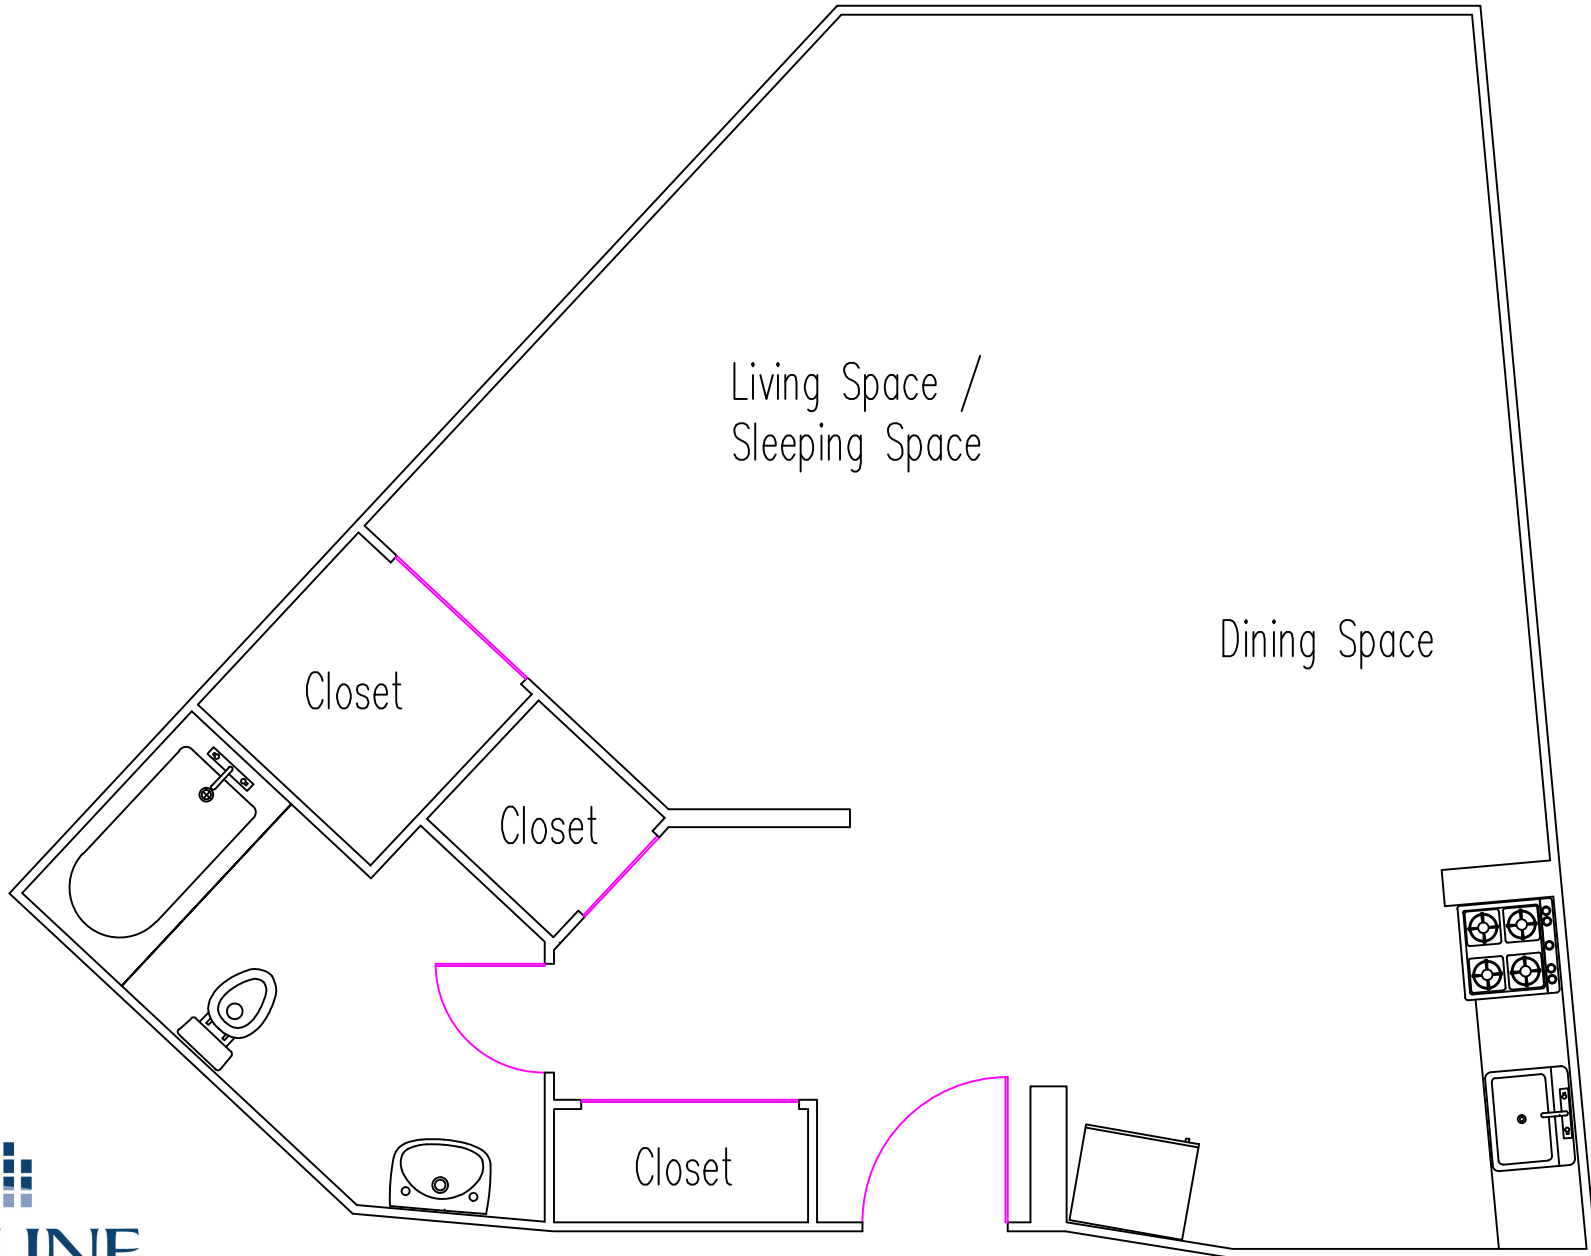 Living Space /
Sleeping Space
Dining Space
Closet
Closet
Closet